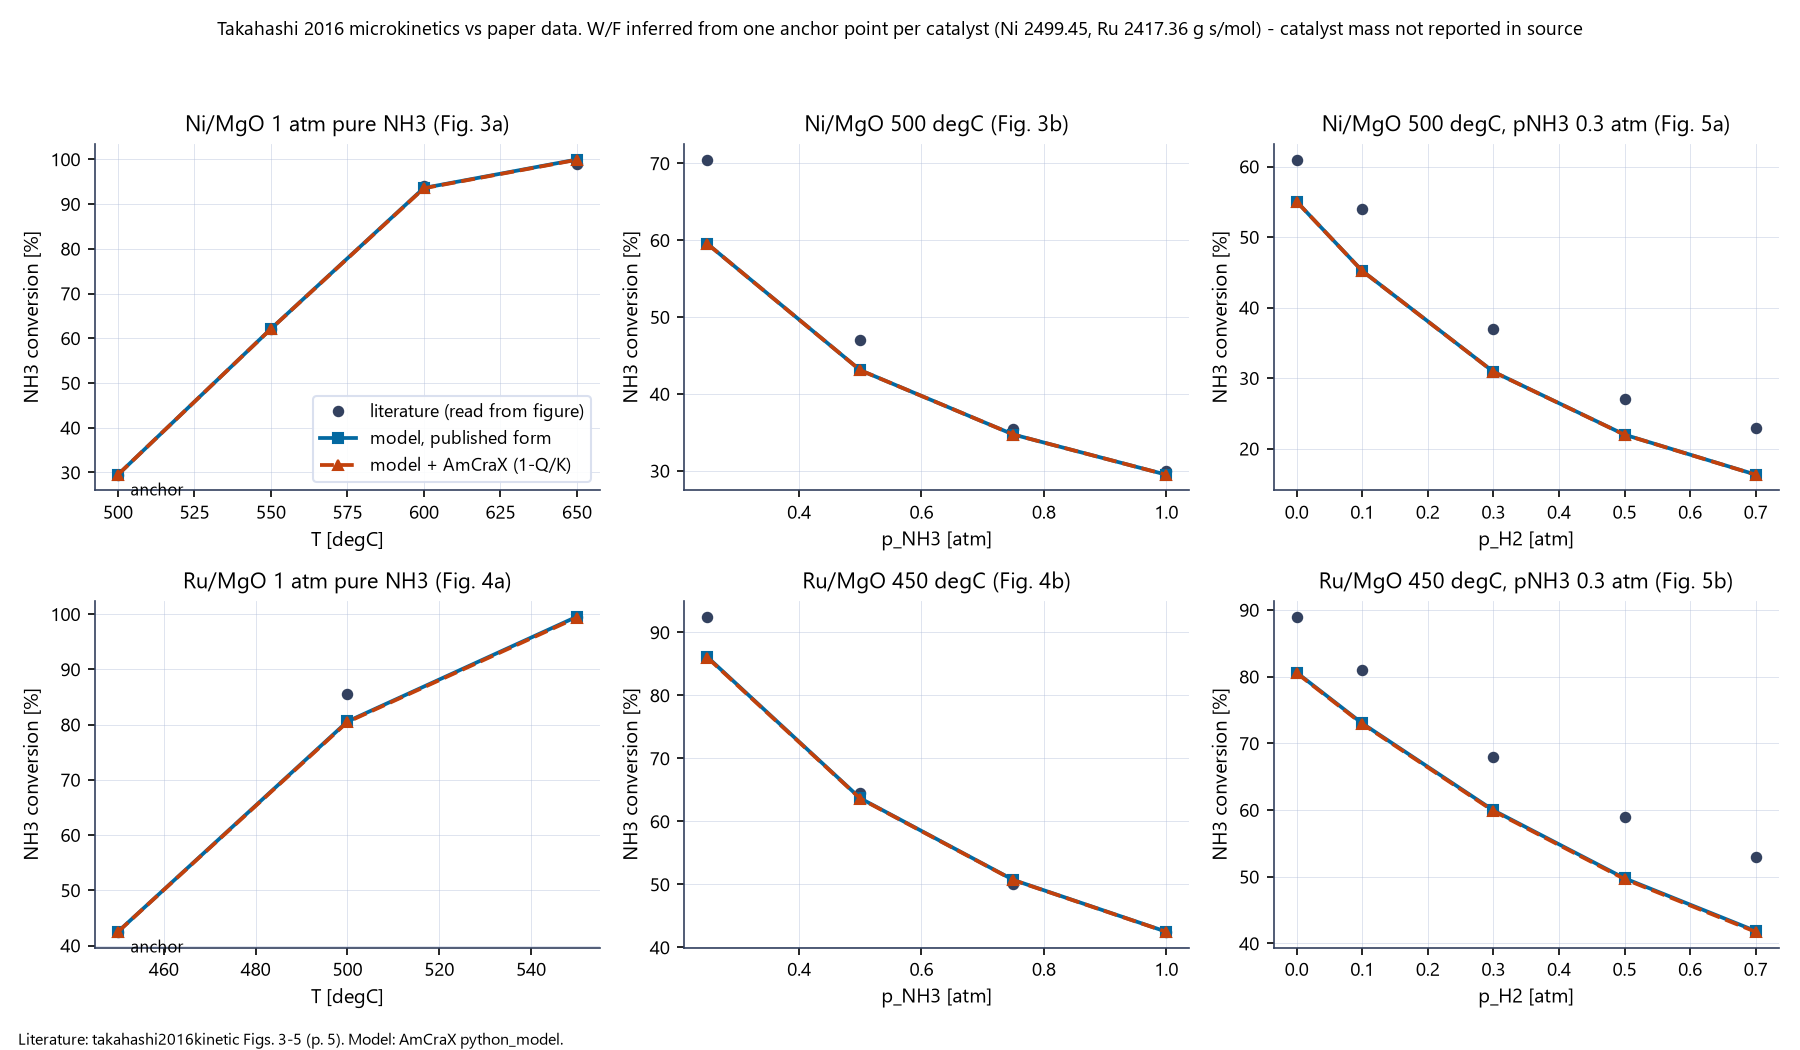 Takahashi 2016 microkinetics vs paper data. W/F inferred from one anchor point per catalyst (Ni 2499.45, Ru 2417.36 g s/mol) - catalyst mass not reported in source
Ni/MgO 1 atm pure NH3 (Fig. 3a)
NH3 conversion [%]
100
90
80
70
60
50
40
30
literature (read from figure)
model, published form
model + AmCraX (1-Q/K)
anchor
500 525 550 575 600 625 650
T [degC]
Ni/MgO 500 degC (Fig. 3b)
NH3 conversion [%]
70
60
50
40
30
0.4 0.6 0.8 1.0
p_NH3 [atm]
Ni/MgO 500 degC, pNH3 0.3 atm (Fig. 5a)
NH3 conversion [%]
60
50
40
30
20
0.0 0.1 0.2 0.3 0.4 0.5 0.6 0.7
p_H2 [atm]
Ru/MgO 1 atm pure NH3 (Fig. 4a)
NH3 conversion [%]
100
90
80
70
60
50
40
anchor
460 480 500 520 540
T [degC]
Ru/MgO 450 degC (Fig. 4b)
NH3 conversion [%]
90
80
70
60
50
40
0.4 0.6 0.8 1.0
p_NH3 [atm]
Ru/MgO 450 degC, pNH3 0.3 atm (Fig. 5b)
NH3 conversion [%]
90
80
70
60
50
40
0.0 0.1 0.2 0.3 0.4 0.5 0.6 0.7
p_H2 [atm]
Literature: takahashi2016kinetic Figs. 3-5 (p. 5). Model: AmCraX python_model.